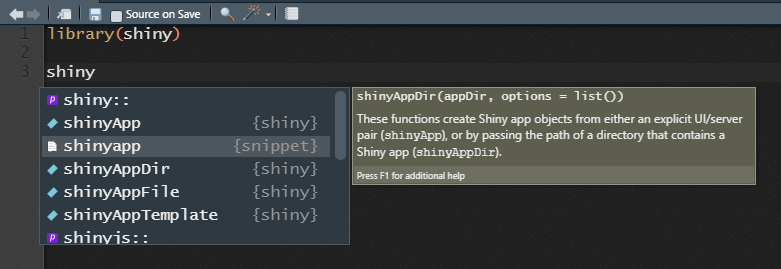 Source on Save
1 library(shiny)
2
3 shiny
shiny::
shinyApp {shiny}
shinyapp {snippet}
shinyAppDir {shiny}
shinyAppFile {shiny}
shinyAppTemplate {shiny}
shinyjs::
shinyAppDir(appDir, options = list())
These functions create Shiny app objects from either an explicit UI/server
pair (shinyApp), or by passing the path of a directory that contains a
Shiny app (shinyAppDir).
Press F1 for additional help